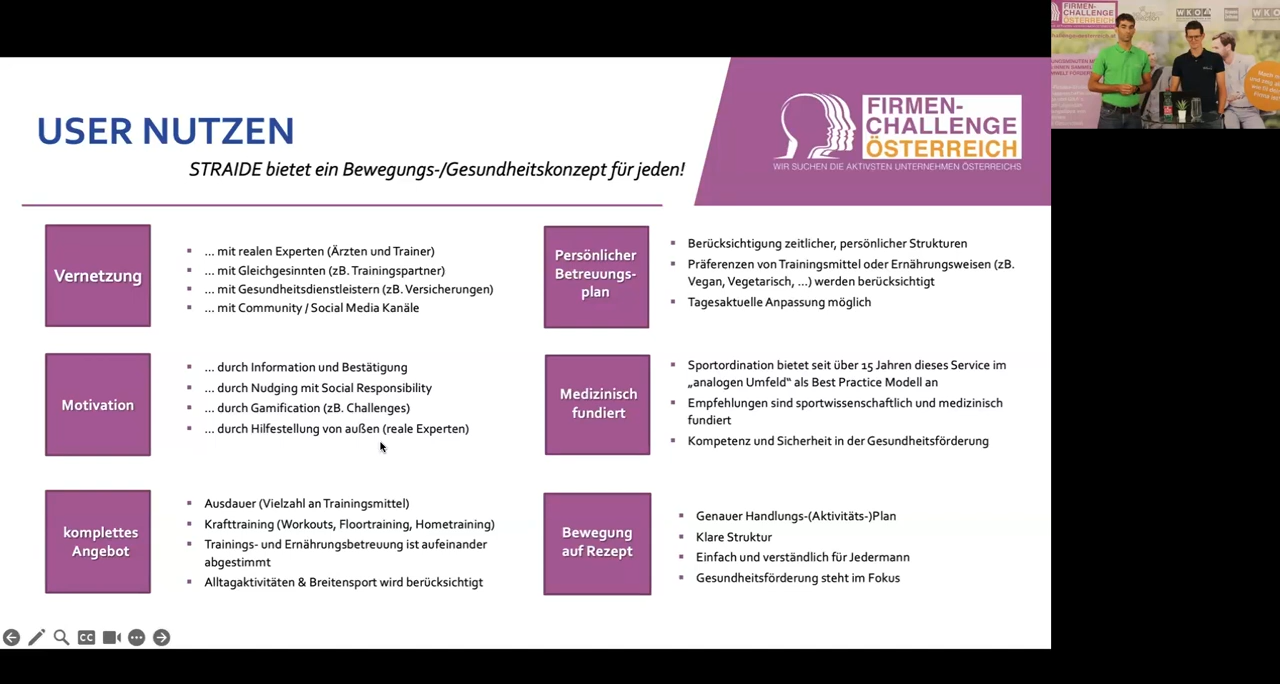 USER NUTZEN
STRAIDE bietet ein Bewegungs-/Gesundheitskonzept für jeden!
FIRMEN-
CHALLENGE
ÖSTERREICH
WIR SUCHEN DIE AKTIVSTEN UNTERNEHMEN ÖSTERREICHS
Vernetzung
... mit realen Experten (Ärzten und Trainer)
... mit Gleichgesinnten (zB. Trainingspartner)
... mit Gesundheitsdienstleistern (zB. Versicherungen)
... mit Community / Social Media Kanäle
Persönlicher
Betreuungs-
plan
Berücksichtigung zeitlicher, persönlicher Strukturen
Präferenzen von Trainingsmittel oder Ernährungsweisen (zB.
Vegan, Vegetarisch, ...) werden berücksichtigt
Tagesaktuelle Anpassung möglich
Motivation
... durch Information und Bestätigung
... durch Nudging mit Social Responsibility
... durch Gamification (zB. Challenges)
... durch Hilfestellung von außen (reale Experten)
Medizinisch
fundiert
Sportordination bietet seit über 15 Jahren dieses Service im
„analogen Umfeld“ als Best Practice Modell an
Empfehlungen sind sportwissenschaftlich und medizinisch
fundiert
Kompetenz und Sicherheit in der Gesundheitsförderung
komplettes
Angebot
Ausdauer (Vielzahl an Trainingsmittel)
Krafttraining (Workouts, Floortraining, Hometraining)
Trainings- und Ernährungsbetreuung ist aufeinander
abgestimmt
Alltagaktivitäten & Breitensport wird berücksichtigt
Bewegung
auf Rezept
Genauer Handlungs-(Aktivitäts-)Plan
Klare Struktur
Einfach und verständlich für Jedermann
Gesundheitsförderung steht im Fokus
CC
FIRMEN-
CHALLENGE
ÖSTERREICH
WKO
WKO